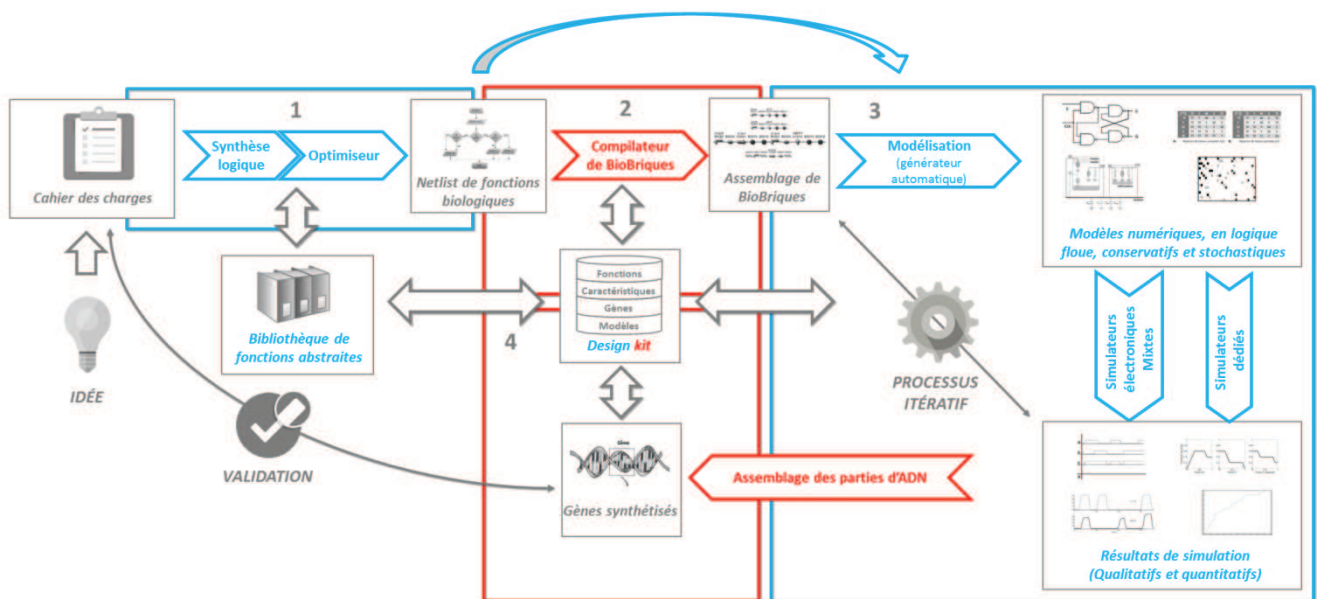 1
2
3
Synthèse
logique
Optimiseur
Compilateur
de BioBriques
Modélisation
(générateur
automatique)
Cahier des charges
Netlist de fonctions
biologiques
Assemblage de
BioBriques
Modèles numériques, en logique
floue, conservatifs et stochastiques
Fonctions
Caractéristiques
Gènes
Modèles
Design kit
4
Bibliothèque de
fonctions abstraites
IDÉE
VALIDATION
PROCESSUS
ITÉRATIF
Simulateurs
électroniques
Mixtes
Simulateurs
dédiés
Assemblage des parties d'ADN
Gènes synthétisés
Résultats de simulation
(Qualitatifs et quantitatifs)